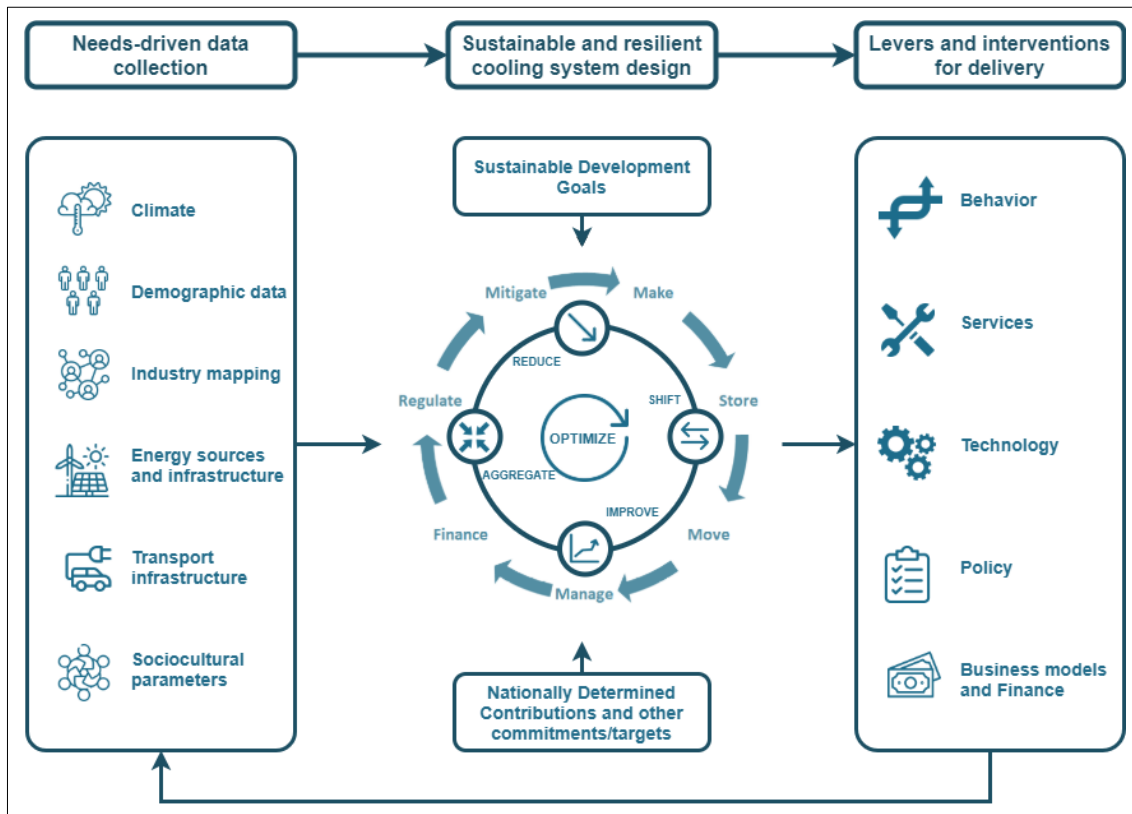 Needs-driven data
collection
Sustainable and resilient
cooling system design
Levers and interventions
for delivery
Climate
Demographic data
Industry mapping
Energy sources
and infrastructure
Transport
infrastructure
Sociocultural
parameters
Sustainable Development
Goals
Mitigate
Make
REDUCE
Regulate
SHIFT
Store
OPTIMIZE
AGGREGATE
IMPROVE
Finance
Move
Manage
Nationally Determined
Contributions and other
commitments/targets
Behavior
Services
Technology
Policy
Business models
and Finance